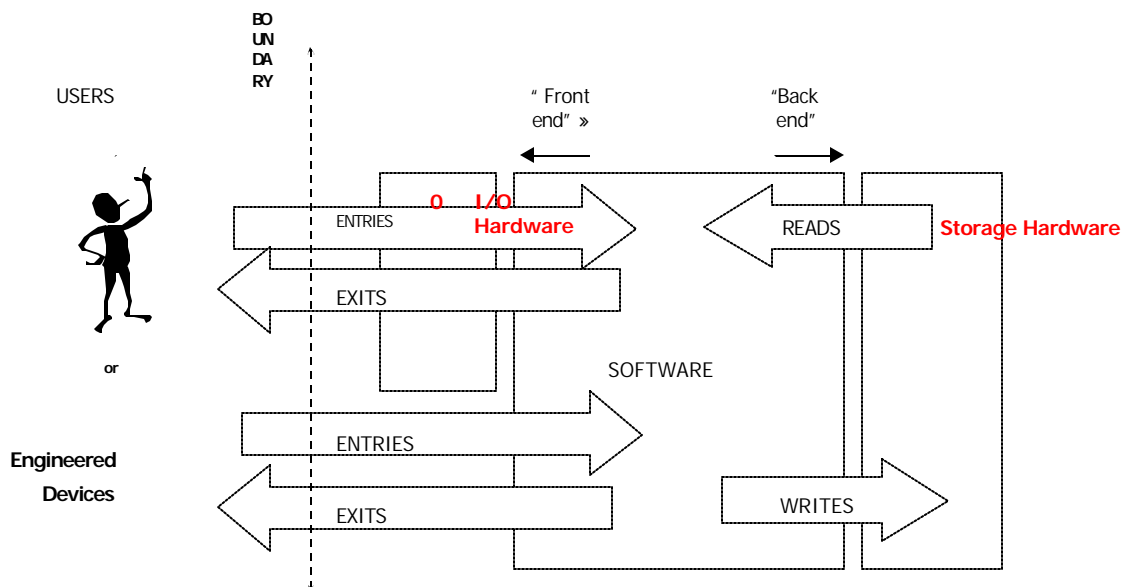 BO
UN
DA
RY
USERS
“ Front
end” »
“Back
end”
0 I/O
Hardware
ENTRIES
READS
Storage Hardware
EXITS
or
SOFTWARE
ENTRIES
Engineered
Devices
EXITS
WRITES